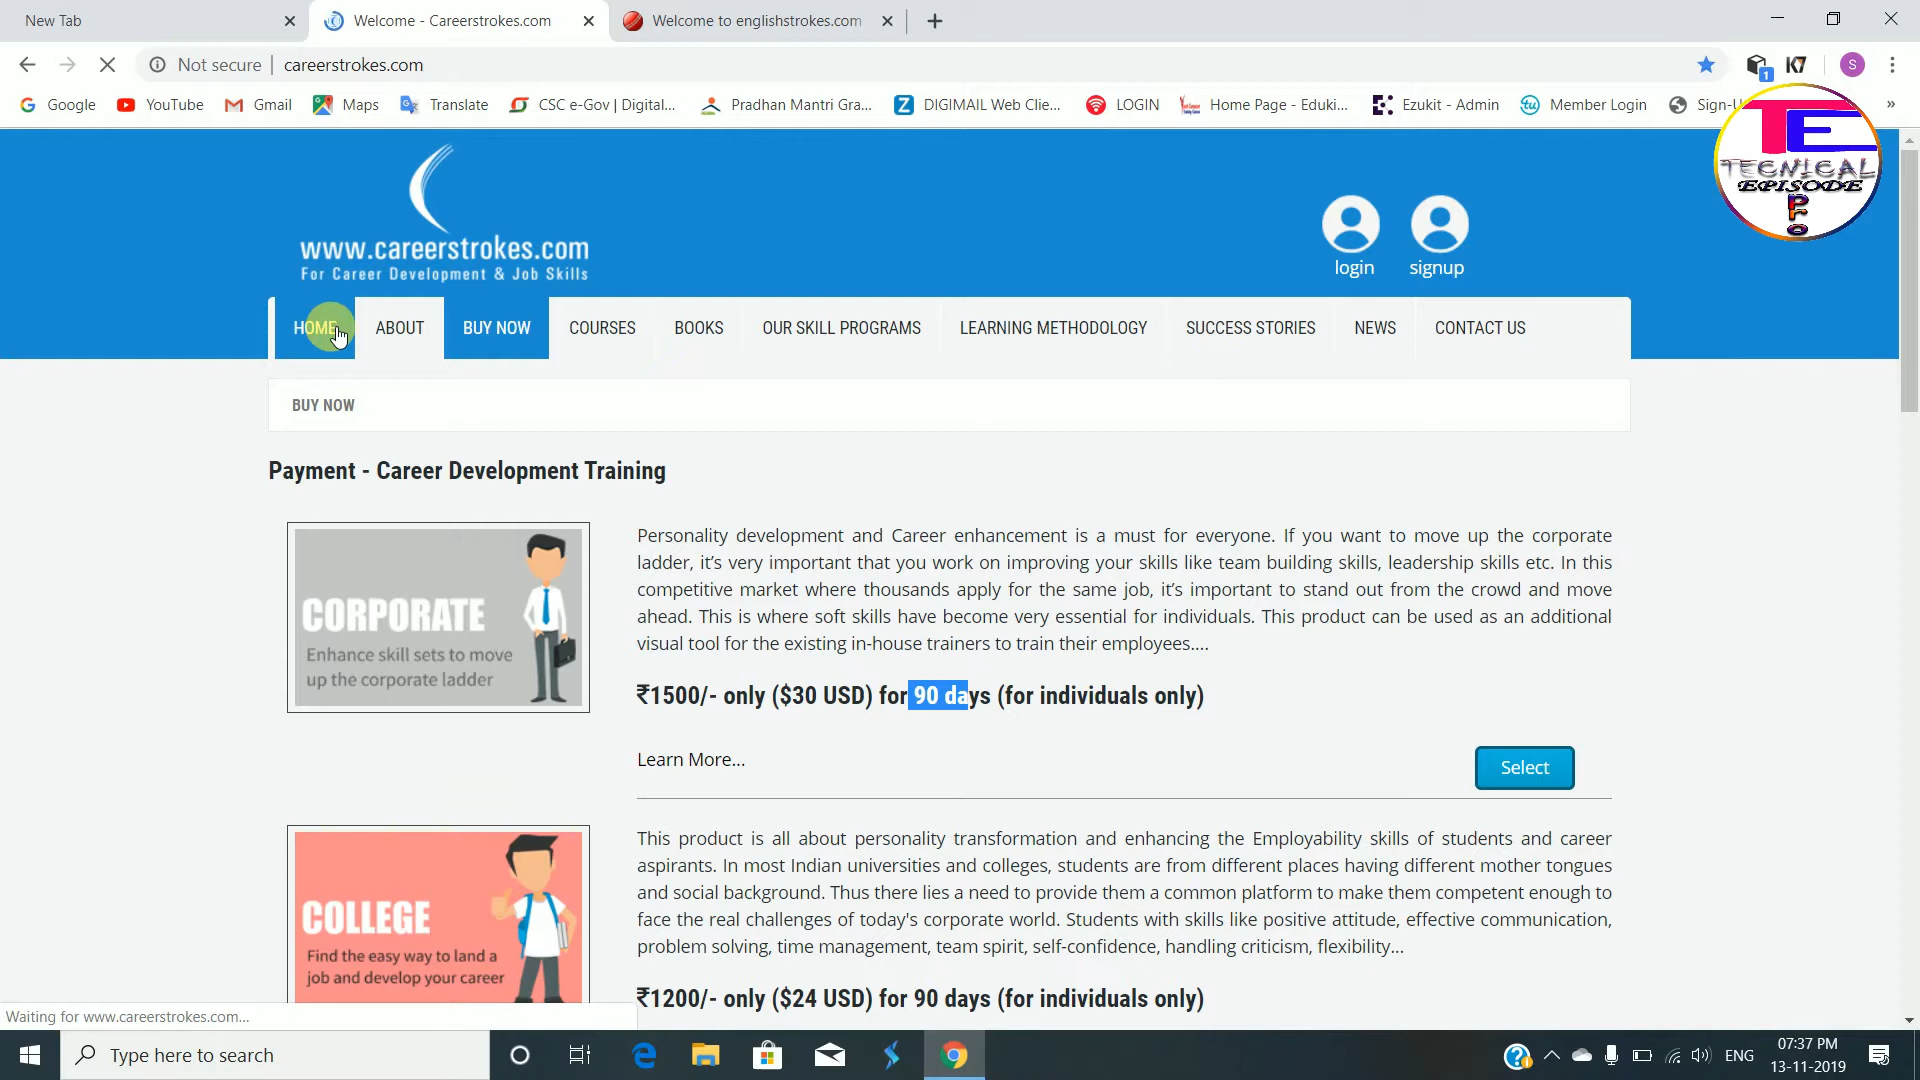 New Tab
Welcome - Careerstrokes.com
Welcome to englishstrokes.com
Not secure
careerstrokes.com
1
K7
S
Google
YouTube
Gmail
Maps
Translate
CSC e-Gov | Digital...
Pradhan Mantri Gra...
DIGIMAIL Web Clie...
LOGIN
Home Page - Eduki...
Ezukit - Admin
Member Login
Sign-U
»
TE
TECNICAL
EPISODE
Pro
www.careerstrokes.com
For Career Development & Job Skills
login
signup
HOME
ABOUT
BUY NOW
COURSES
BOOKS
OUR SKILL PROGRAMS
LEARNING METHODOLOGY
SUCCESS STORIES
NEWS
CONTACT US
BUY NOW
Payment - Career Development Training
CORPORATE
Enhance skill sets to move
up the corporate ladder
Personality development and Career enhancement is a must for everyone. If you want to move up the corporate
ladder, it's very important that you work on improving your skills like team building skills, leadership skills etc. In this
competitive market where thousands apply for the same job, it's important to stand out from the crowd and move
ahead. This is where soft skills have become very essential for individuals. This product can be used as an additional
visual tool for the existing in-house trainers to train their employees....
₹1500/- only ($30 USD) for 90 days (for individuals only)
Learn More...
Select
COLLEGE
Find the easy way to land a
job and develop your career
This product is all about personality transformation and enhancing the Employability skills of students and career
aspirants. In most Indian universities and colleges, students are from different places having different mother tongues
and social background. Thus there lies a need to provide them a common platform to make them competent enough to
face the real challenges of today's corporate world. Students with skills like positive attitude, effective communication,
problem solving, time management, team spirit, self-confidence, handling criticism, flexibility...
₹1200/- only ($24 USD) for 90 days (for individuals only)
Waiting for www.careerstrokes.com...
Type here to search
ENG
07:37 PM
13-11-2019